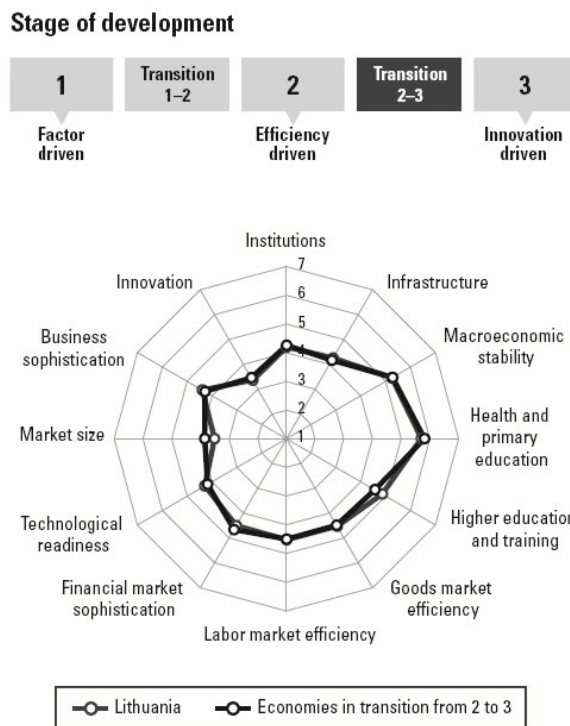 Stage of development
1
Transition
1–2
2
Transition
2–3
3
Factor
driven
Efficiency
driven
Innovation
driven
Institutions
Innovation
Infrastructure
Business
sophistication
Macroeconomic
stability
Market size
Health and
primary
education
Technological
readiness
Higher education
and training
Financial market
sophistication
Goods market
efficiency
Labor market efficiency
7
6
5
4
3
2
1
Lithuania
Economies in transition from 2 to 3